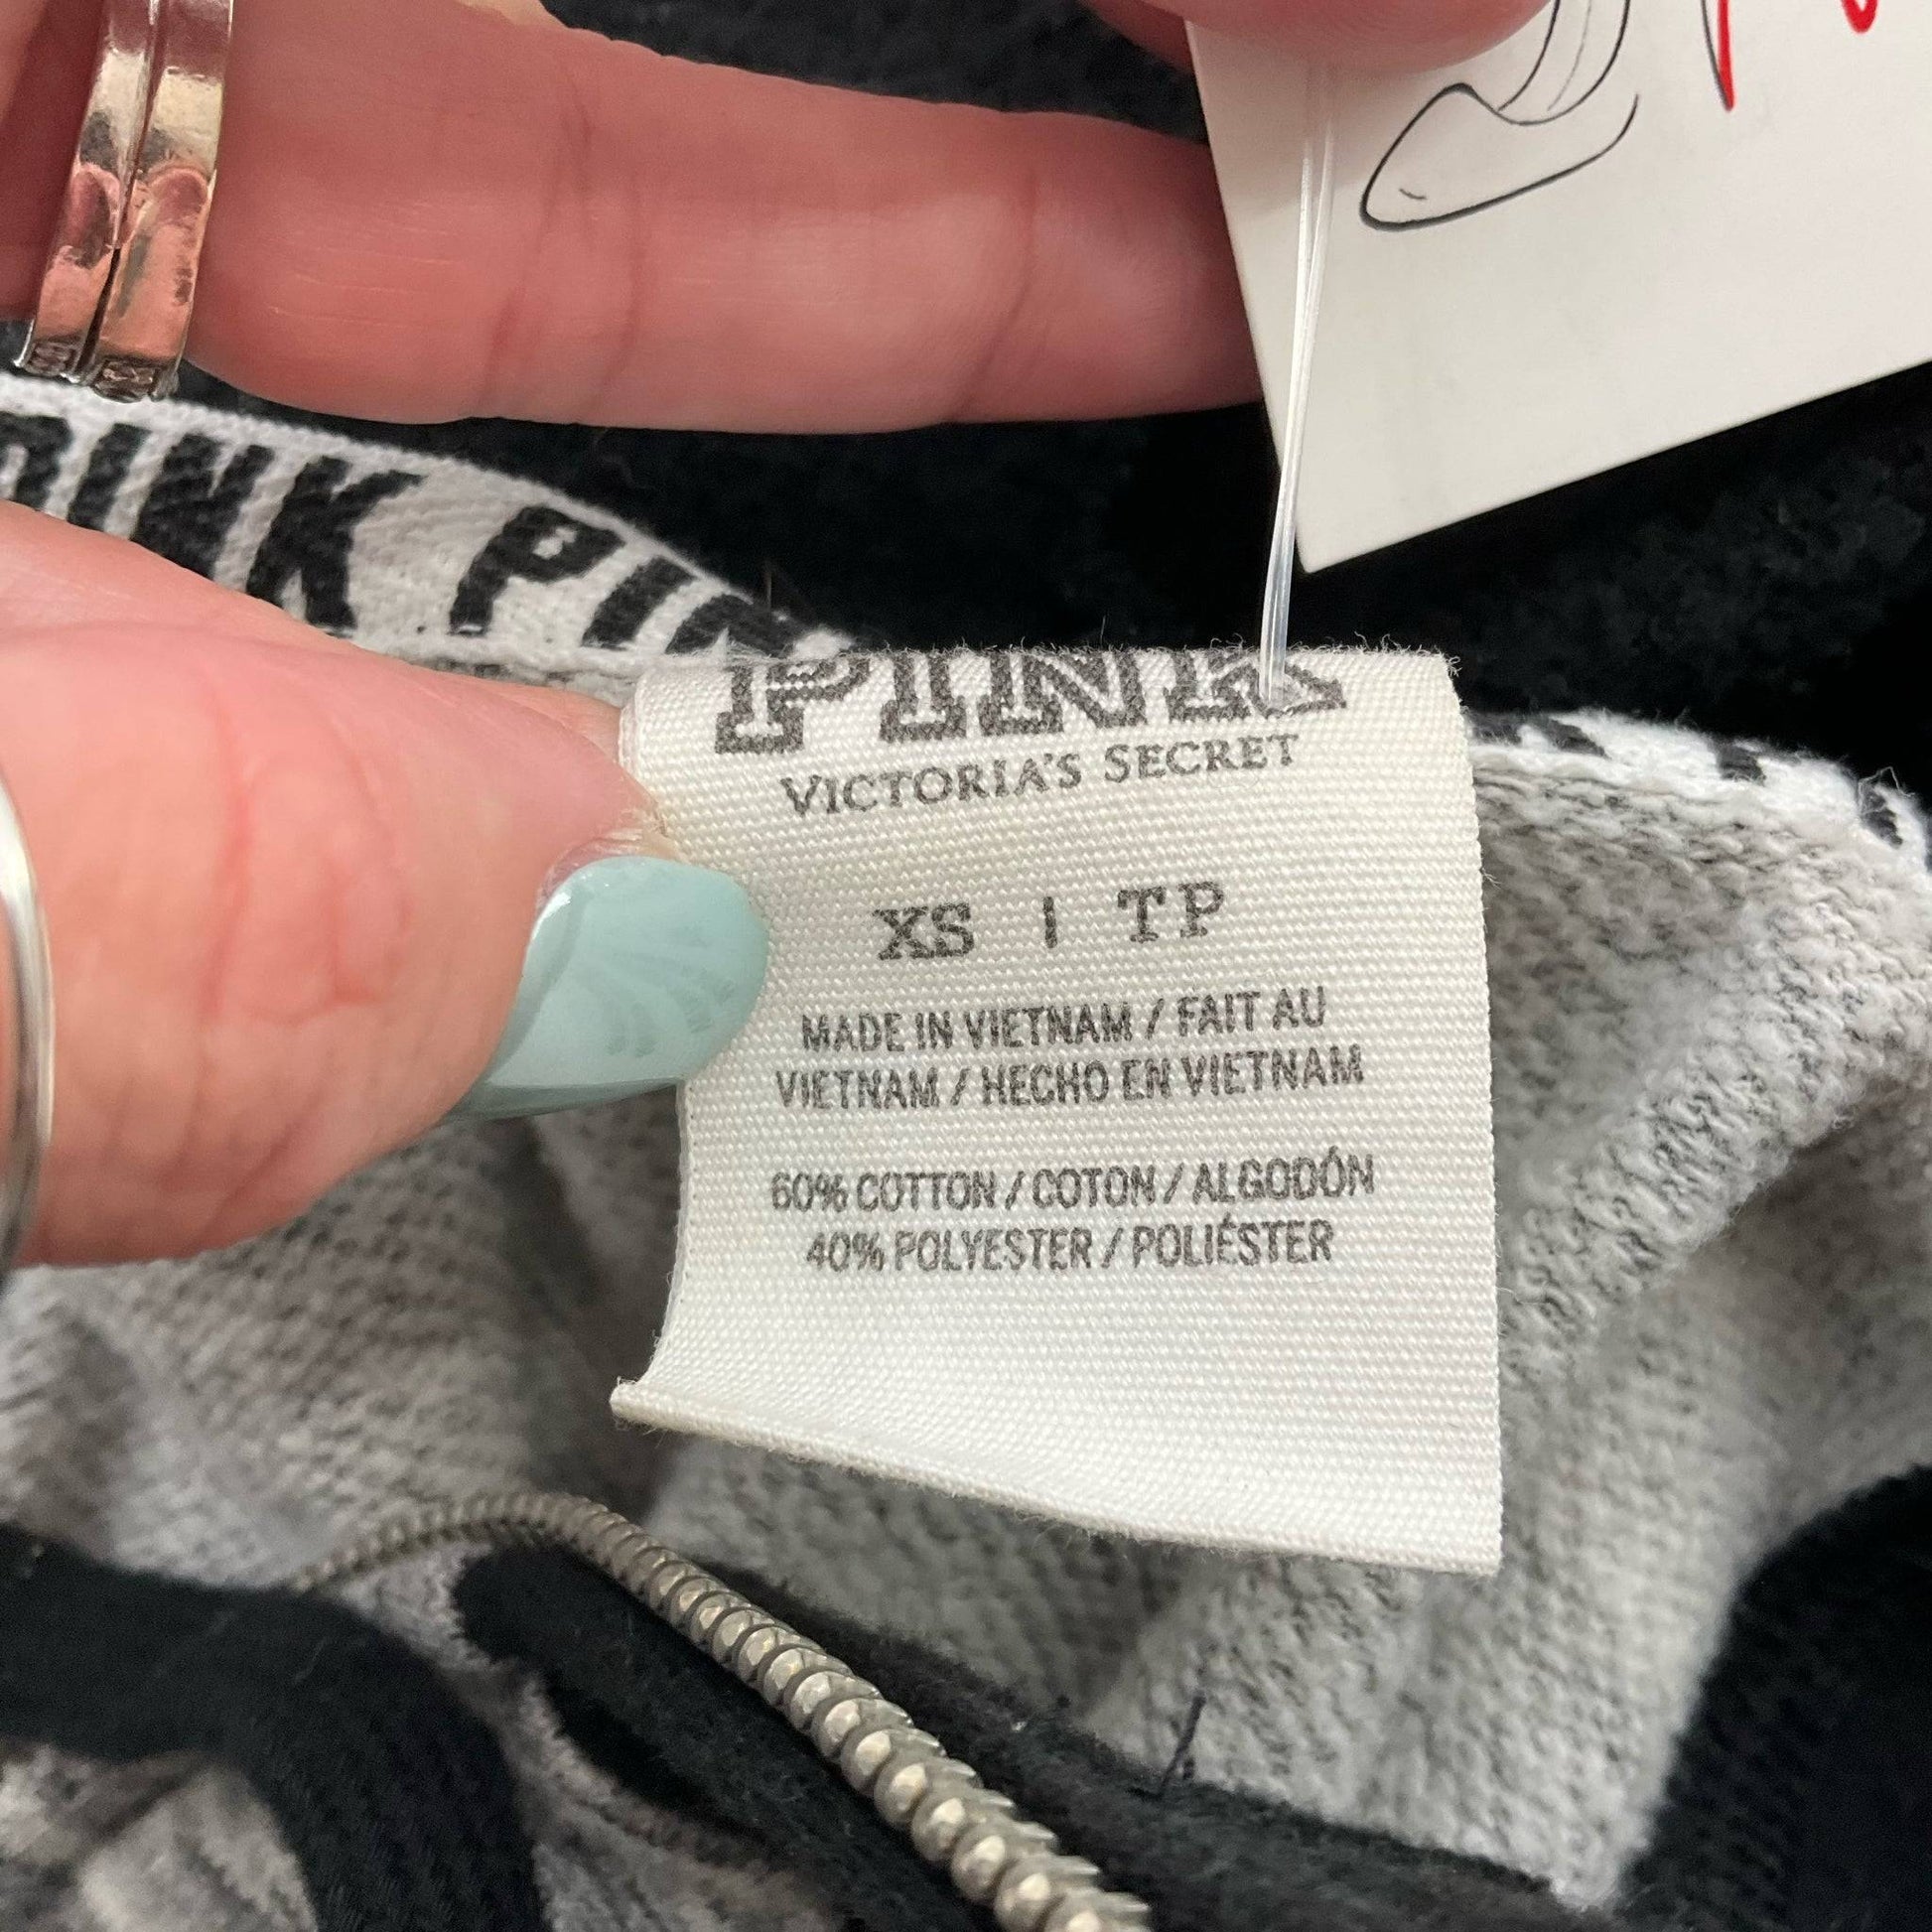 PINK PIN
PINK
VICTORIA'S SECRET
XS | TP
MADE IN VIETNAM / FAIT AU
VIETNAM / HECHO EN VIETNAM
60% COTTON / COTON / ALGODÓN
40% POLYESTER / POLIÉSTER